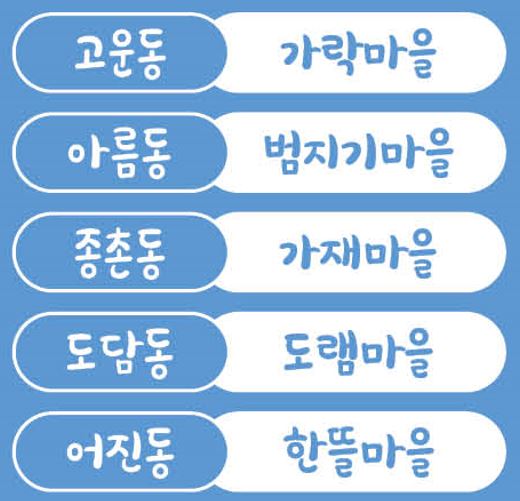 고운동 가락마을
아름동 범지기마을
종촌동 가재마을
도담동 도램마을
어진동 한뜰마을